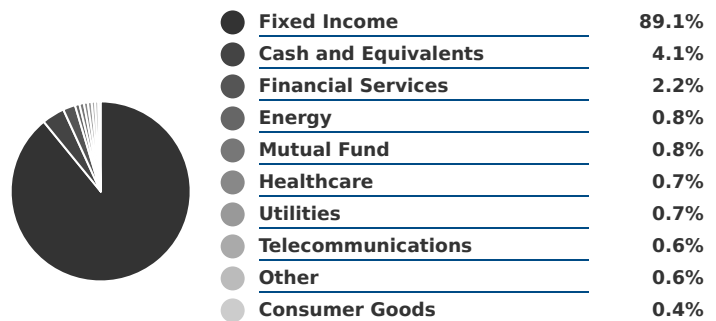 Fixed Income 89.1%
Cash and Equivalents 4.1%
Financial Services 2.2%
Energy 0.8%
Mutual Fund 0.8%
Healthcare 0.7%
Utilities 0.7%
Telecommunications 0.6%
Other 0.6%
Consumer Goods 0.4%